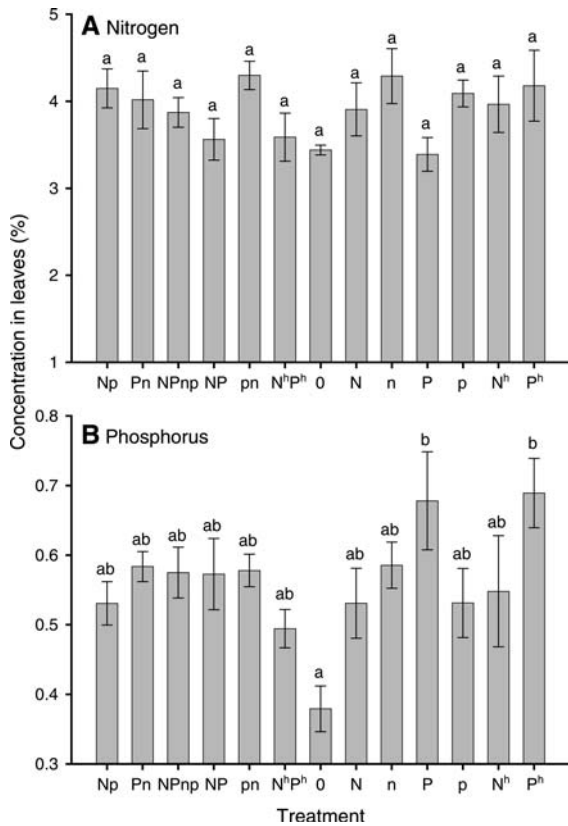 A Nitrogen
5
4
3
2
1
a a a a a a a a a a a a a
Np Pn NPnp NP pn NʰPʰ 0 N n P p Nʰ Pʰ
Concentration in leaves (%)
B Phosphorus
0.8
0.7
0.6
0.5
0.4
0.3
ab ab ab ab ab ab a ab ab b ab ab b
Np Pn NPnp NP pn NʰPʰ 0 N n P p Nʰ Pʰ
Treatment